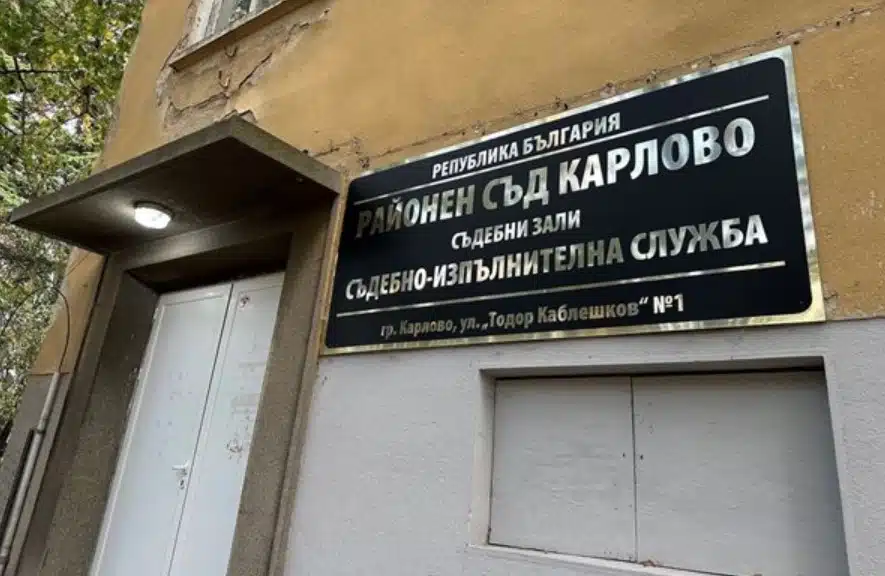 РЕПУБЛИКА БЪЛГАРИЯ
РАЙОНЕН СЪД КАРЛОВО
СЪДЕБНИ ЗАЛИ
СЪДЕБНО-ИЗПЪЛНИТЕЛНА СЛУЖБА
гр. Карлово, ул. „Тодор Каблешков“ №1